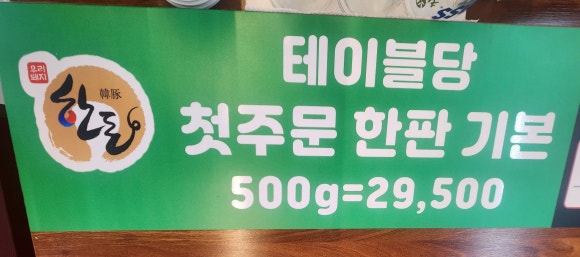 우리
돼지
韓豚
한돈
테이블당
첫주문 한판 기본
500g=29,500